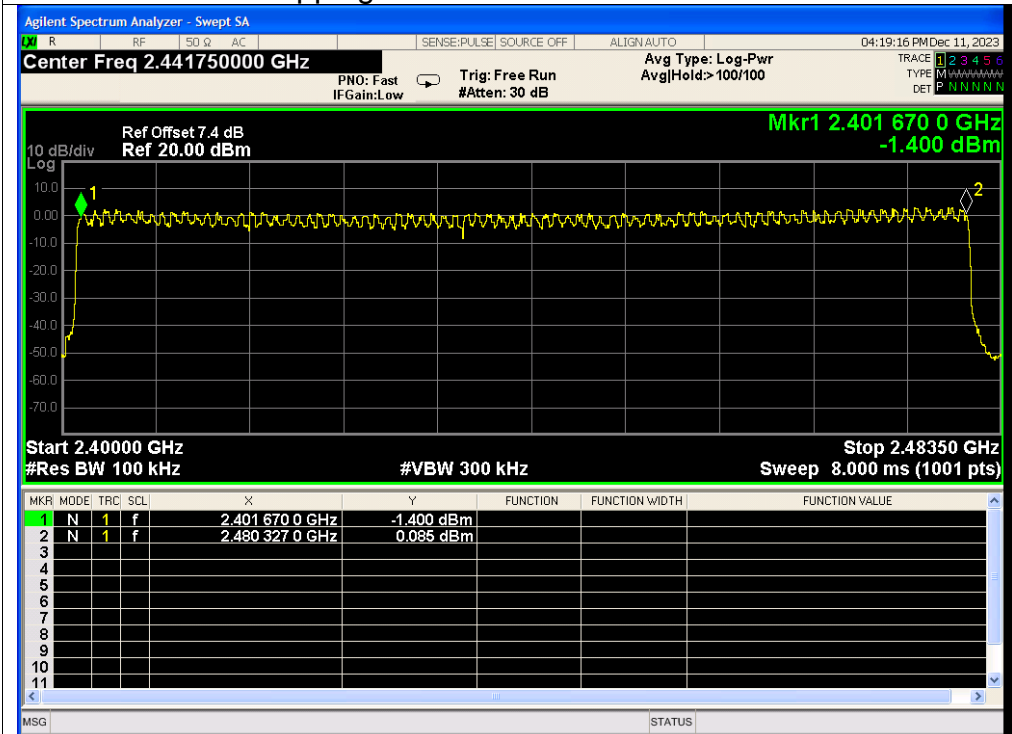 pping
Agilent Spectrum Analyzer - Swept SA
LXI R RF 50 Ω AC SENSE:PULSE SOURCE OFF ALIGN AUTO 04:19:16 PM Dec 11, 2023
Center Freq 2.441750000 GHz
PNO: Fast
IFGain:Low
Trig: Free Run
#Atten: 30 dB
Avg Type: Log-Pwr
Avg|Hold:>100/100
TRACE 1 2 3 4 5 6
TYPE M
DET P N N N N N
Mkr1 2.401 670 0 GHz
-1.400 dBm
Ref Offset 7.4 dB
10 dB/div Ref 20.00 dBm
Log
10.0
0.00
-10.0
-20.0
-30.0
-40.0
-50.0
-60.0
-70.0
1
2
Start 2.40000 GHz Stop 2.48350 GHz
#Res BW 100 kHz #VBW 300 kHz Sweep 8.000 ms (1001 pts)
MKR MODE TRC SCL X Y FUNCTION FUNCTION WIDTH FUNCTION VALUE
1 N 1 f 2.401 670 0 GHz -1.400 dBm
2 N 1 f 2.480 327 0 GHz 0.085 dBm
3
4
5
6
7
8
9
10
11
MSG STATUS